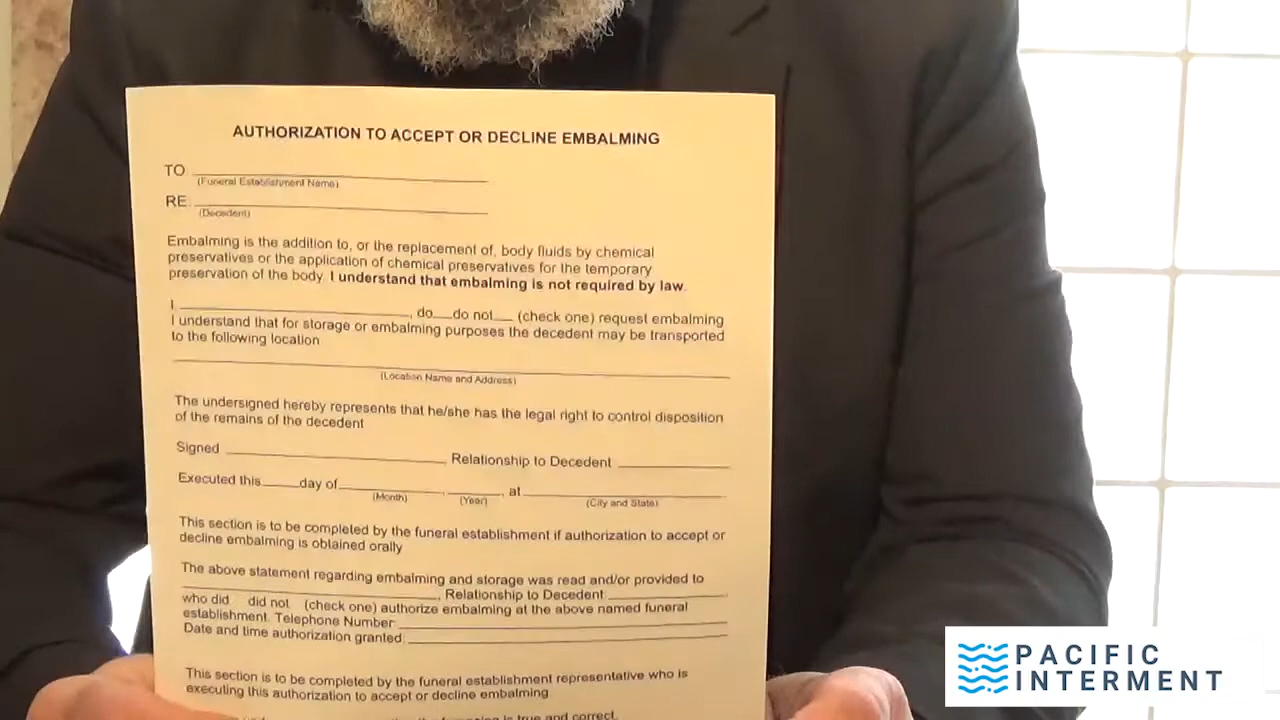 AUTHORIZATION TO ACCEPT OR DECLINE EMBALMING
TO
(Funeral Establishment Name)
RE:
(Decedent)
Embalming is the addition to, or the replacement of, body fluids by chemical
preservatives or the application of chemical preservatives for the temporary
preservation of the body. I understand that embalming is not required by law.
I , do do not (check one) request embalming
I understand that for storage or embalming purposes the decedent may be transported
to the following location
(Location Name and Address)
The undersigned hereby represents that he/she has the legal right to control disposition
of the remains of the decedent
Signed , Relationship to Decedent
Executed this day of , , at
(Month) (Year) (City and State)
This section is to be completed by the funeral establishment if authorization to accept or
decline embalming is obtained orally
The above statement regarding embalming and storage was read and/or provided to
, Relationship to Decedent:
who did did not (check one) authorize embalming at the above named funeral
establishment. Telephone Number:
Date and time authorization granted:
This section is to be completed by the funeral establishment representative who is
executing this authorization to accept or decline embalming
is true and correct.
PACIFIC
INTERMENT